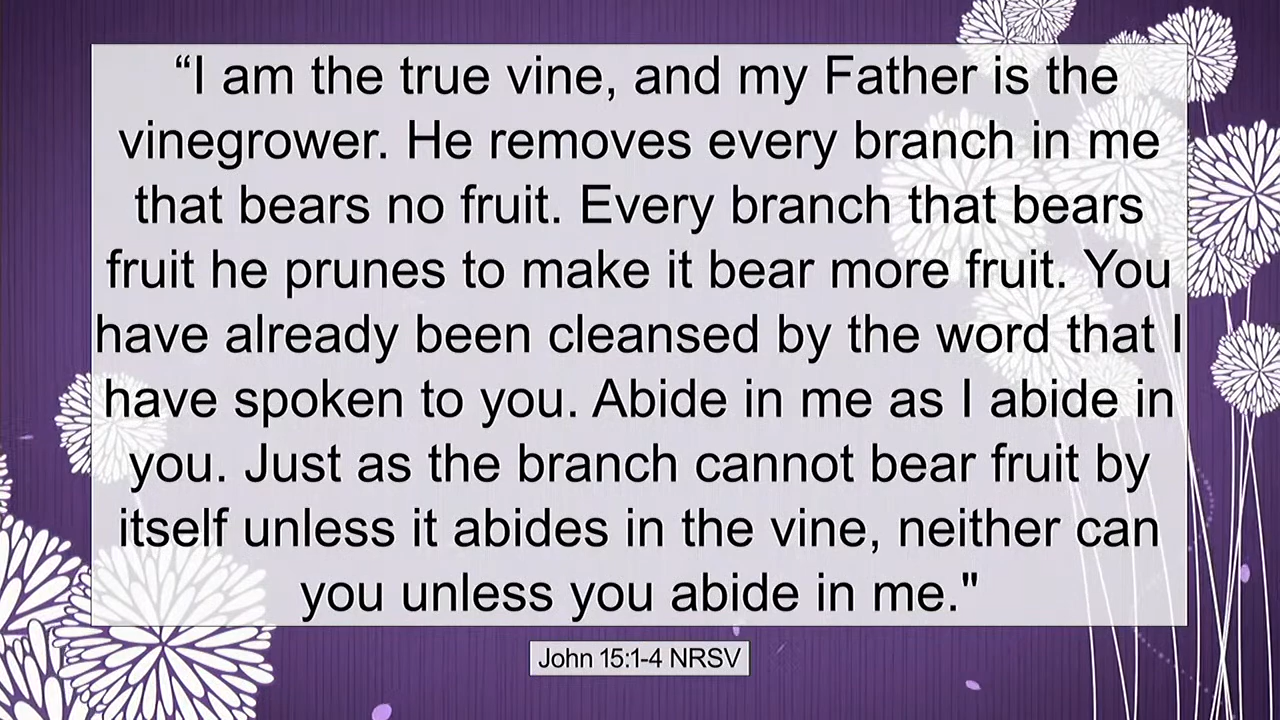 “I am the true vine, and my Father is the
vinegrower. He removes every branch in me
that bears no fruit. Every branch that bears
fruit he prunes to make it bear more fruit. You
have already been cleansed by the word that I
have spoken to you. Abide in me as I abide in
you. Just as the branch cannot bear fruit by
itself unless it abides in the vine, neither can
you unless you abide in me."
John 15:1-4 NRSV